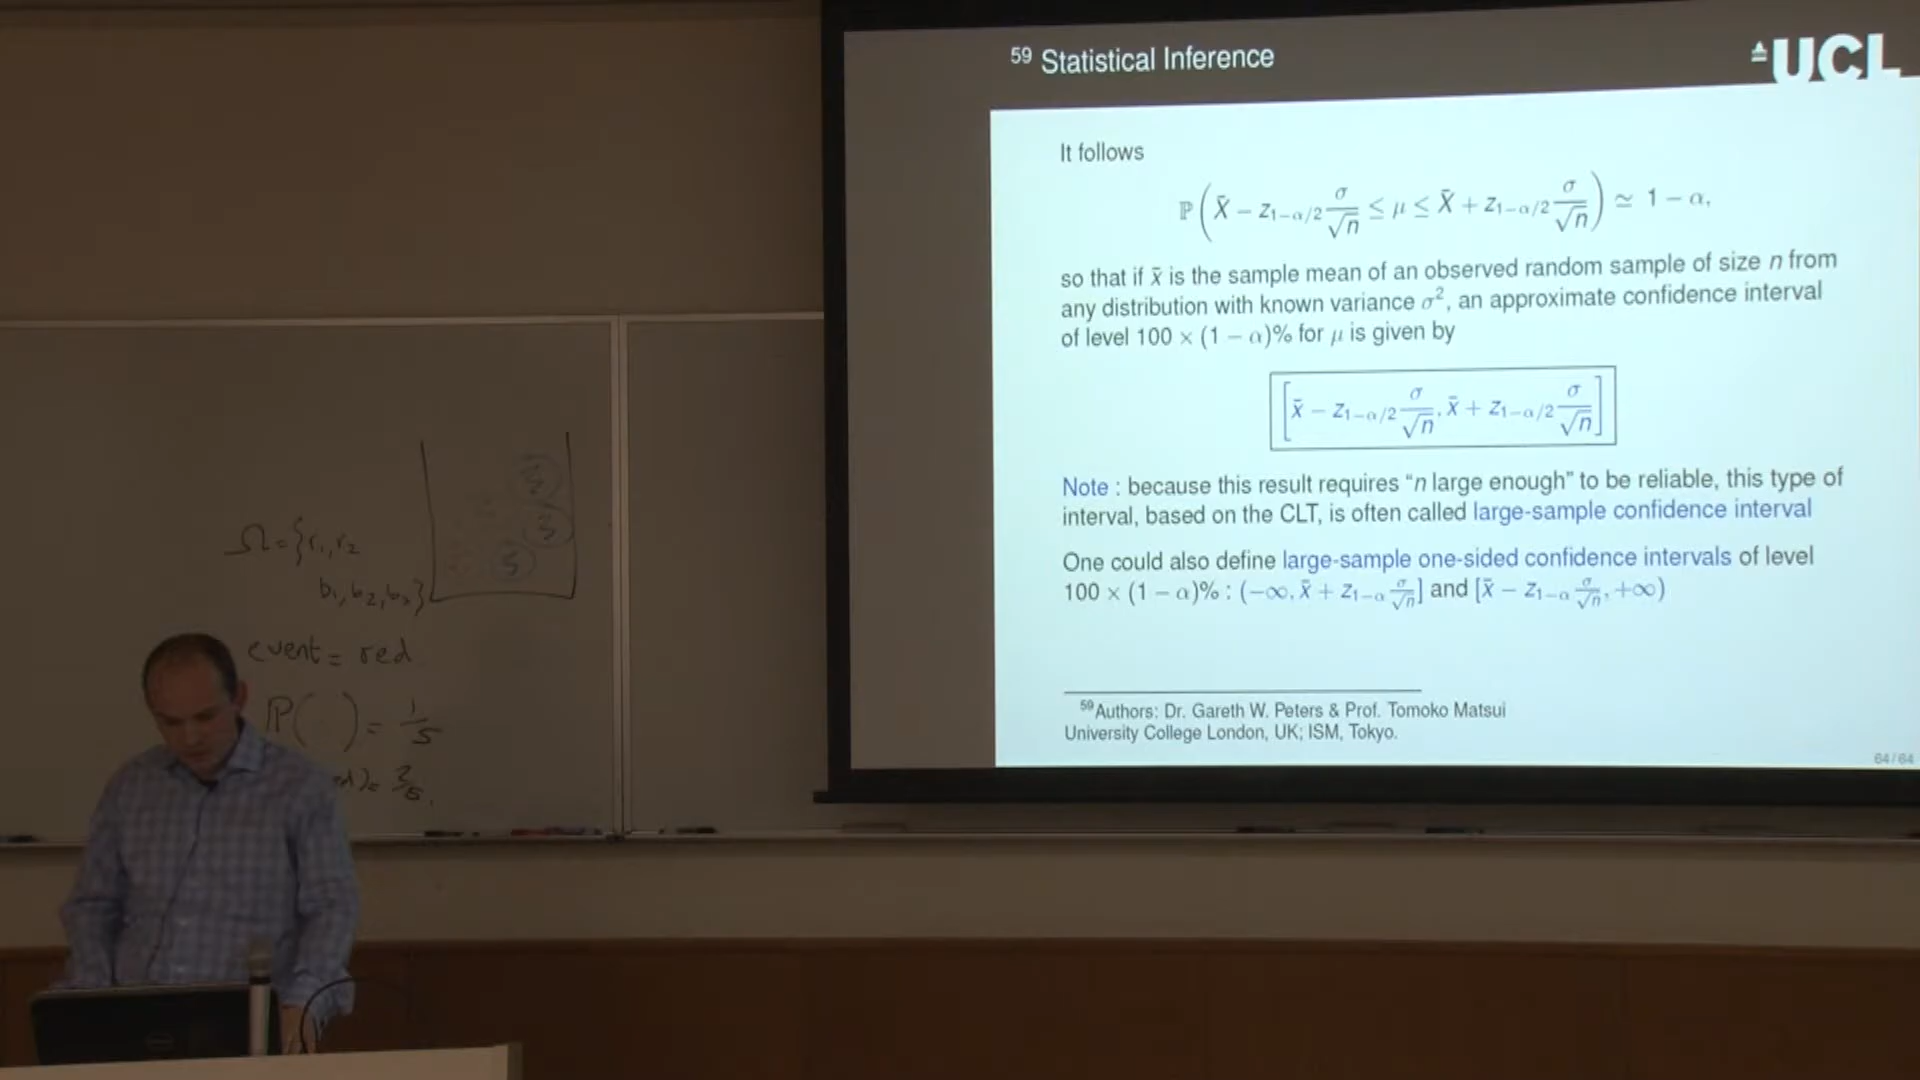 59 Statistical Inference
UCL
It follows
ℙ(X̄ − z₁₋α/₂ σ/√n ≤ μ ≤ X̄ + z₁₋α/₂ σ/√n) ≃ 1 − α,
so that if x̄ is the sample mean of an observed random sample of size n from
any distribution with known variance σ², an approximate confidence interval
of level 100 × (1 − α)% for μ is given by
[x̄ − z₁₋α/₂ σ/√n, x̄ + z₁₋α/₂ σ/√n]
Note : because this result requires “n large enough” to be reliable, this type of
interval, based on the CLT, is often called large-sample confidence interval
One could also define large-sample one-sided confidence intervals of level
100 × (1 − α)% : (−∞, x̄ + z₁₋α σ/√n] and [x̄ − z₁₋α σ/√n, +∞)
59Authors: Dr. Gareth W. Peters & Prof. Tomoko Matsui
University College London, UK; ISM, Tokyo.
64/64
Ω = {r₁, r₂
b₁, b₂, b₃}
event = red
ℙ( ) = 1/5